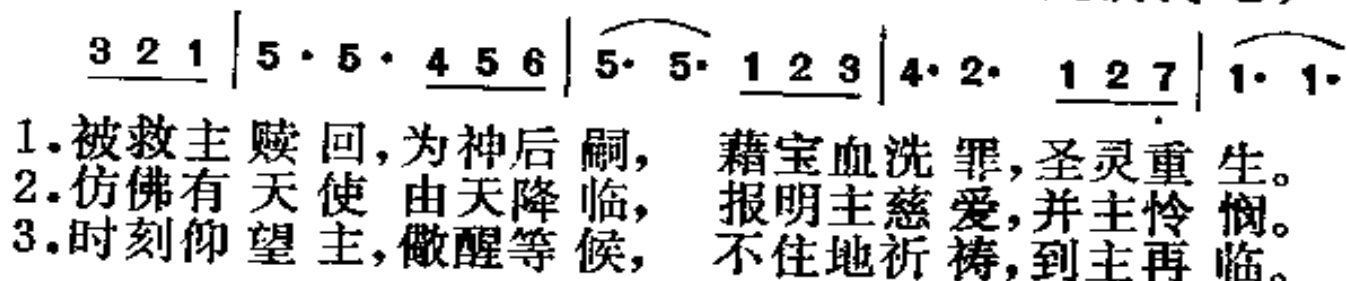 3 2 1 | 5 · 5 · 4 5 6 | 5· 5· 1 2 3 | 4· 2· 1 2 7̣ | 1· 1·
1.被救主赎回,为神后嗣, 藉宝血洗罪,圣灵重生。
2.仿佛有天使 由天降临, 报明主慈爱,并主怜悯。
3.时刻仰望主,儆醒等候, 不住地祈祷,到主再临。